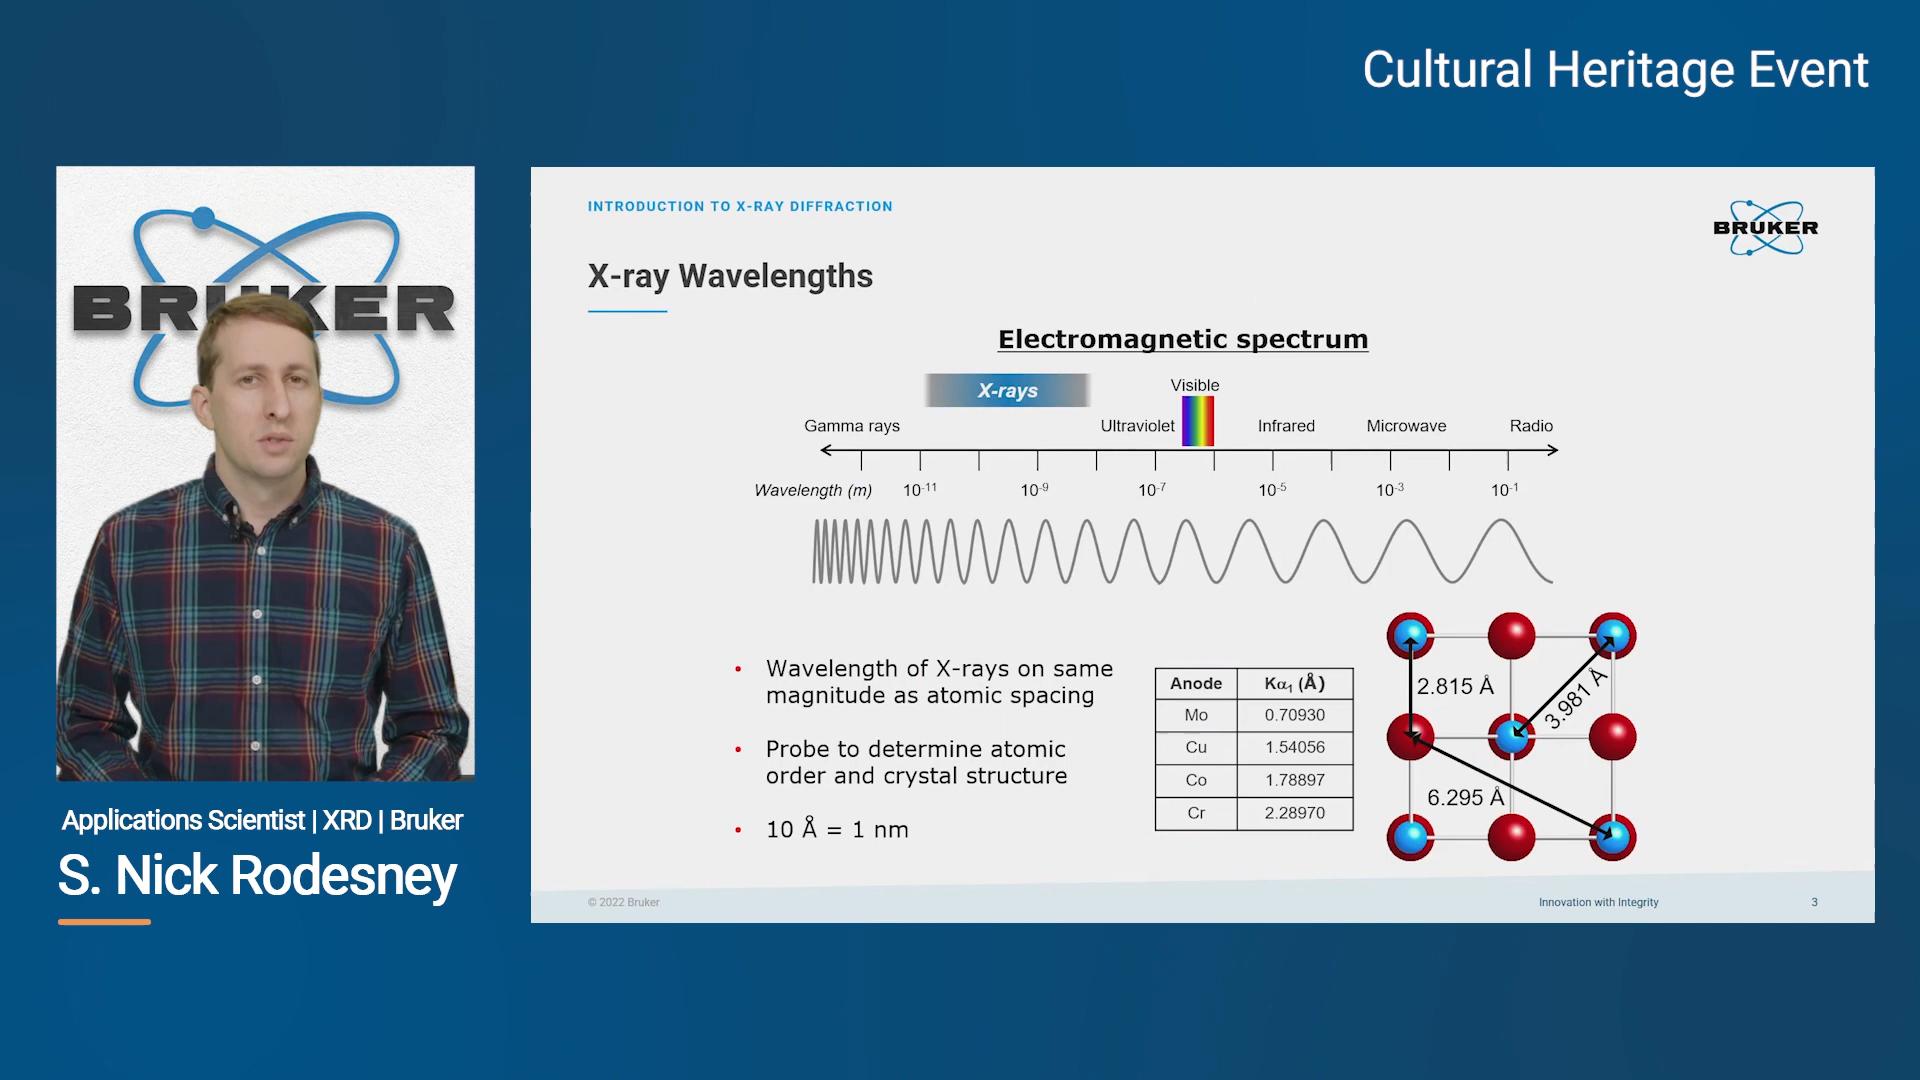 Cultural Heritage Event
BRUKER
Applications Scientist | XRD | Bruker
S. Nick Rodesney
INTRODUCTION TO X-RAY DIFFRACTION
BRUKER
X-ray Wavelengths
Electromagnetic spectrum
X-rays
Visible
Gamma rays Ultraviolet Infrared Microwave Radio
Wavelength (m) 10⁻¹¹ 10⁻⁹ 10⁻⁷ 10⁻⁵ 10⁻³ 10⁻¹
• Wavelength of X-rays on same
magnitude as atomic spacing
• Probe to determine atomic
order and crystal structure
• 10 Å = 1 nm
Anode Kα₁ (Å)
Mo 0.70930
Cu 1.54056
Co 1.78897
Cr 2.28970
2.815 Å
3.981 Å
6.295 Å
© 2022 Bruker
Innovation with Integrity
3